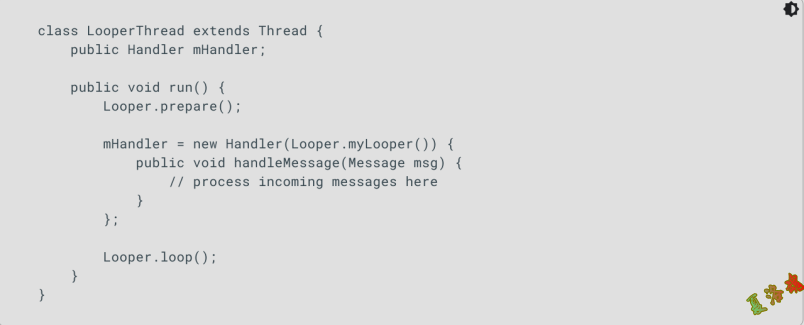 class LooperThread extends Thread {
    public Handler mHandler;

    public void run() {
        Looper.prepare();

        mHandler = new Handler(Looper.myLooper()) {
            public void handleMessage(Message msg) {
                // process incoming messages here
            }
        };

        Looper.loop();
    }
}